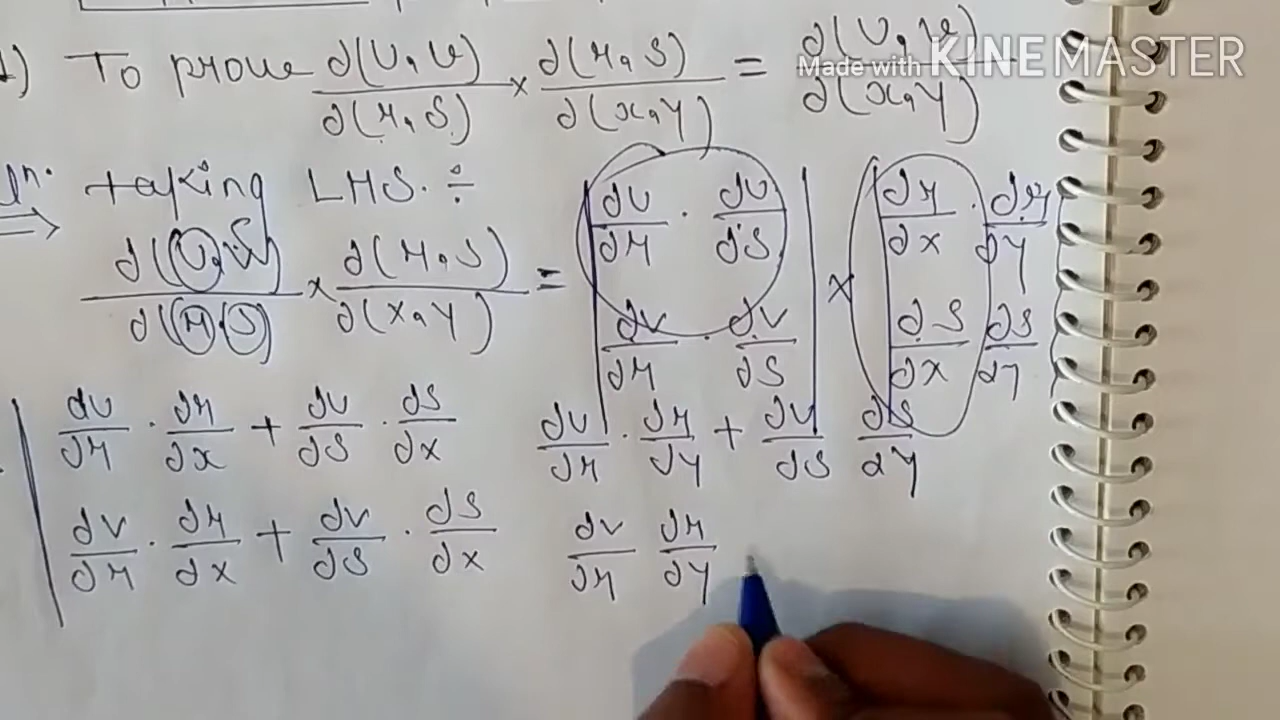 1) To prove ∂(U,V)/∂(r,s) × ∂(r,s)/∂(x,y) = ∂(U,V)/∂(x,y)
Made with KINEMASTER
taking LHS. ÷
∂(U,V)/∂(r,s) × ∂(r,s)/∂(x,y) = | ∂U/∂r . ∂U/∂s | × | ∂r/∂x . ∂r/∂y
∂V/∂r . ∂V/∂s | ∂s/∂x ∂s/∂y
| ∂U/∂r . ∂r/∂x + ∂U/∂s . ∂s/∂x ∂U/∂r . ∂r/∂y + ∂U/∂s ∂s/∂y
∂V/∂r . ∂r/∂x + ∂V/∂s . ∂s/∂x ∂V/∂r ∂r/∂y